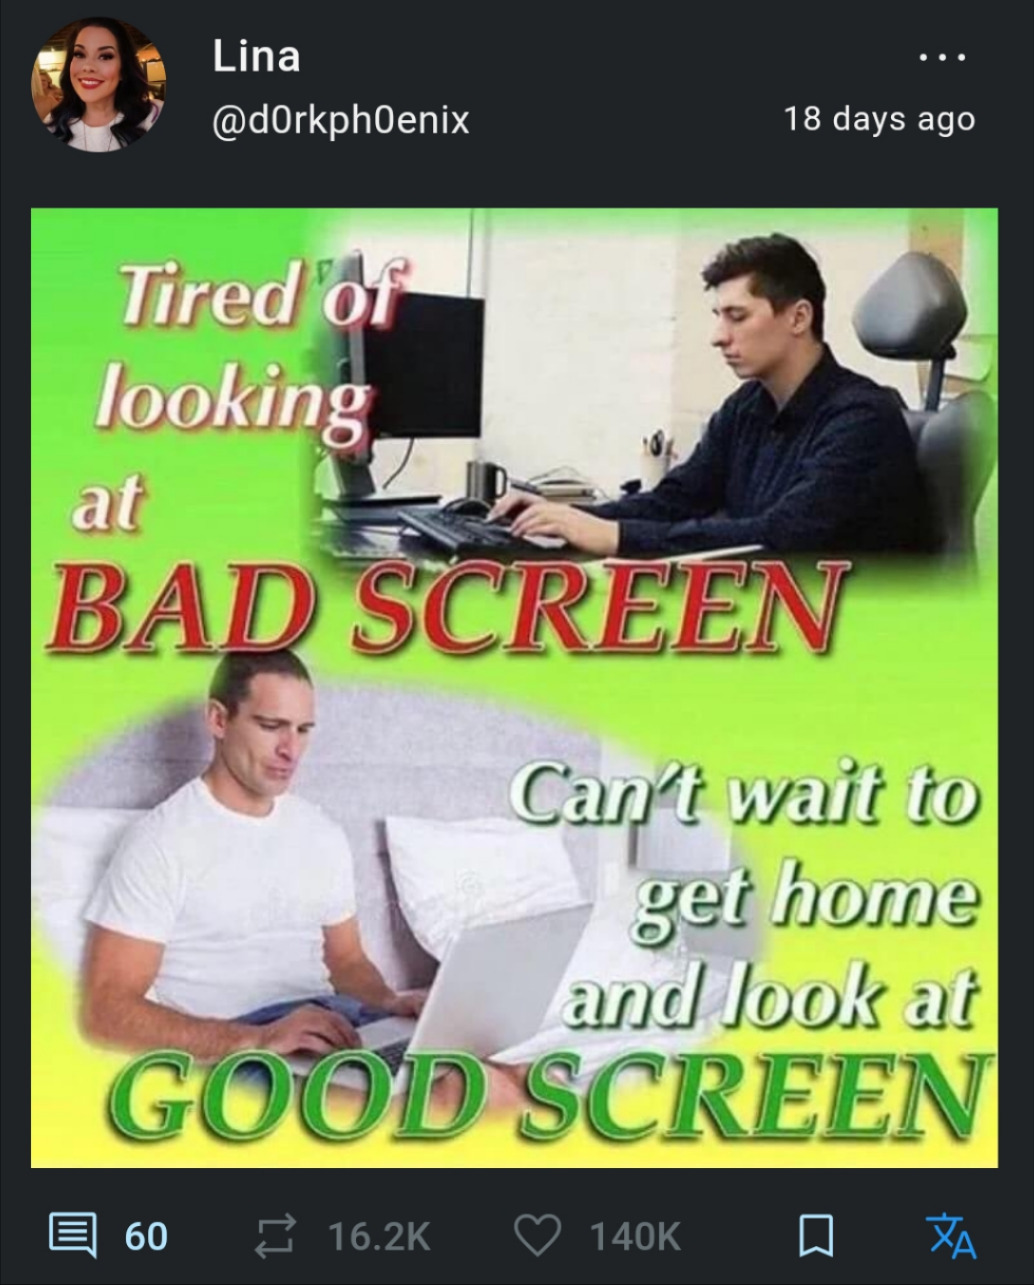 Lina
@d0rkph0enix
18 days ago
Tired of
looking
at
BAD SCREEN
Can't wait to
get home
and look at
GOOD SCREEN
60
16.2K
140K